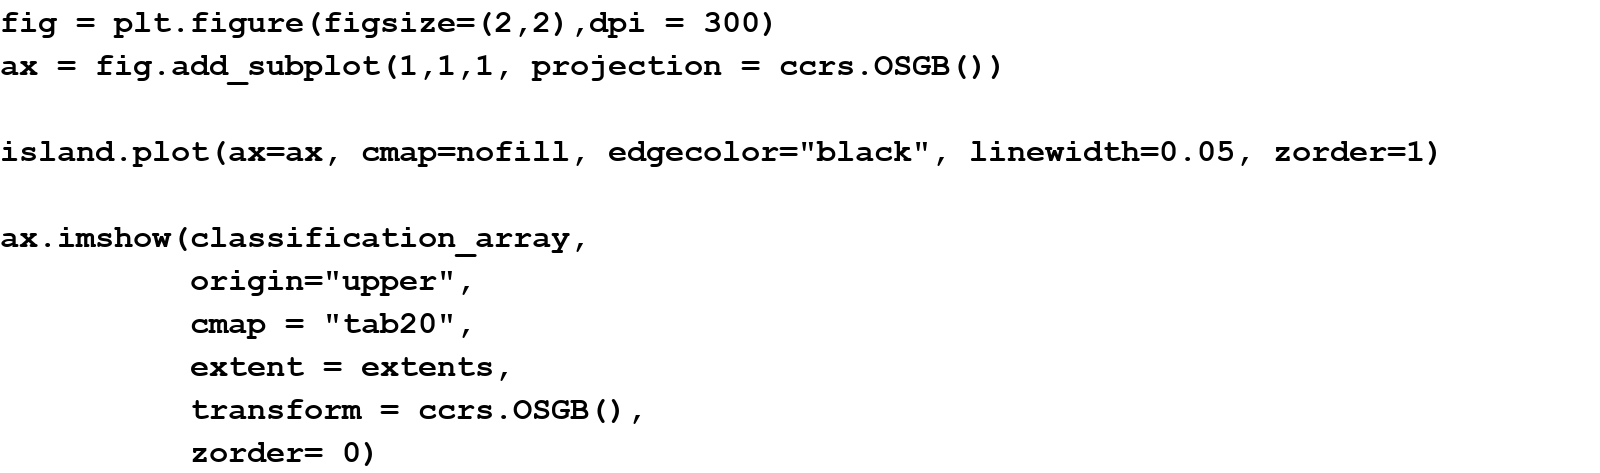 fig = plt.figure(figsize=(2,2),dpi = 300)
ax = fig.add_subplot(1,1,1, projection = ccrs.OSGB())

island.plot(ax=ax, cmap=nofill, edgecolor="black", linewidth=0.05, zorder=1)

ax.imshow(classification_array,
          origin="upper",
          cmap = "tab20",
          extent = extents,
          transform = ccrs.OSGB(),
          zorder= 0)